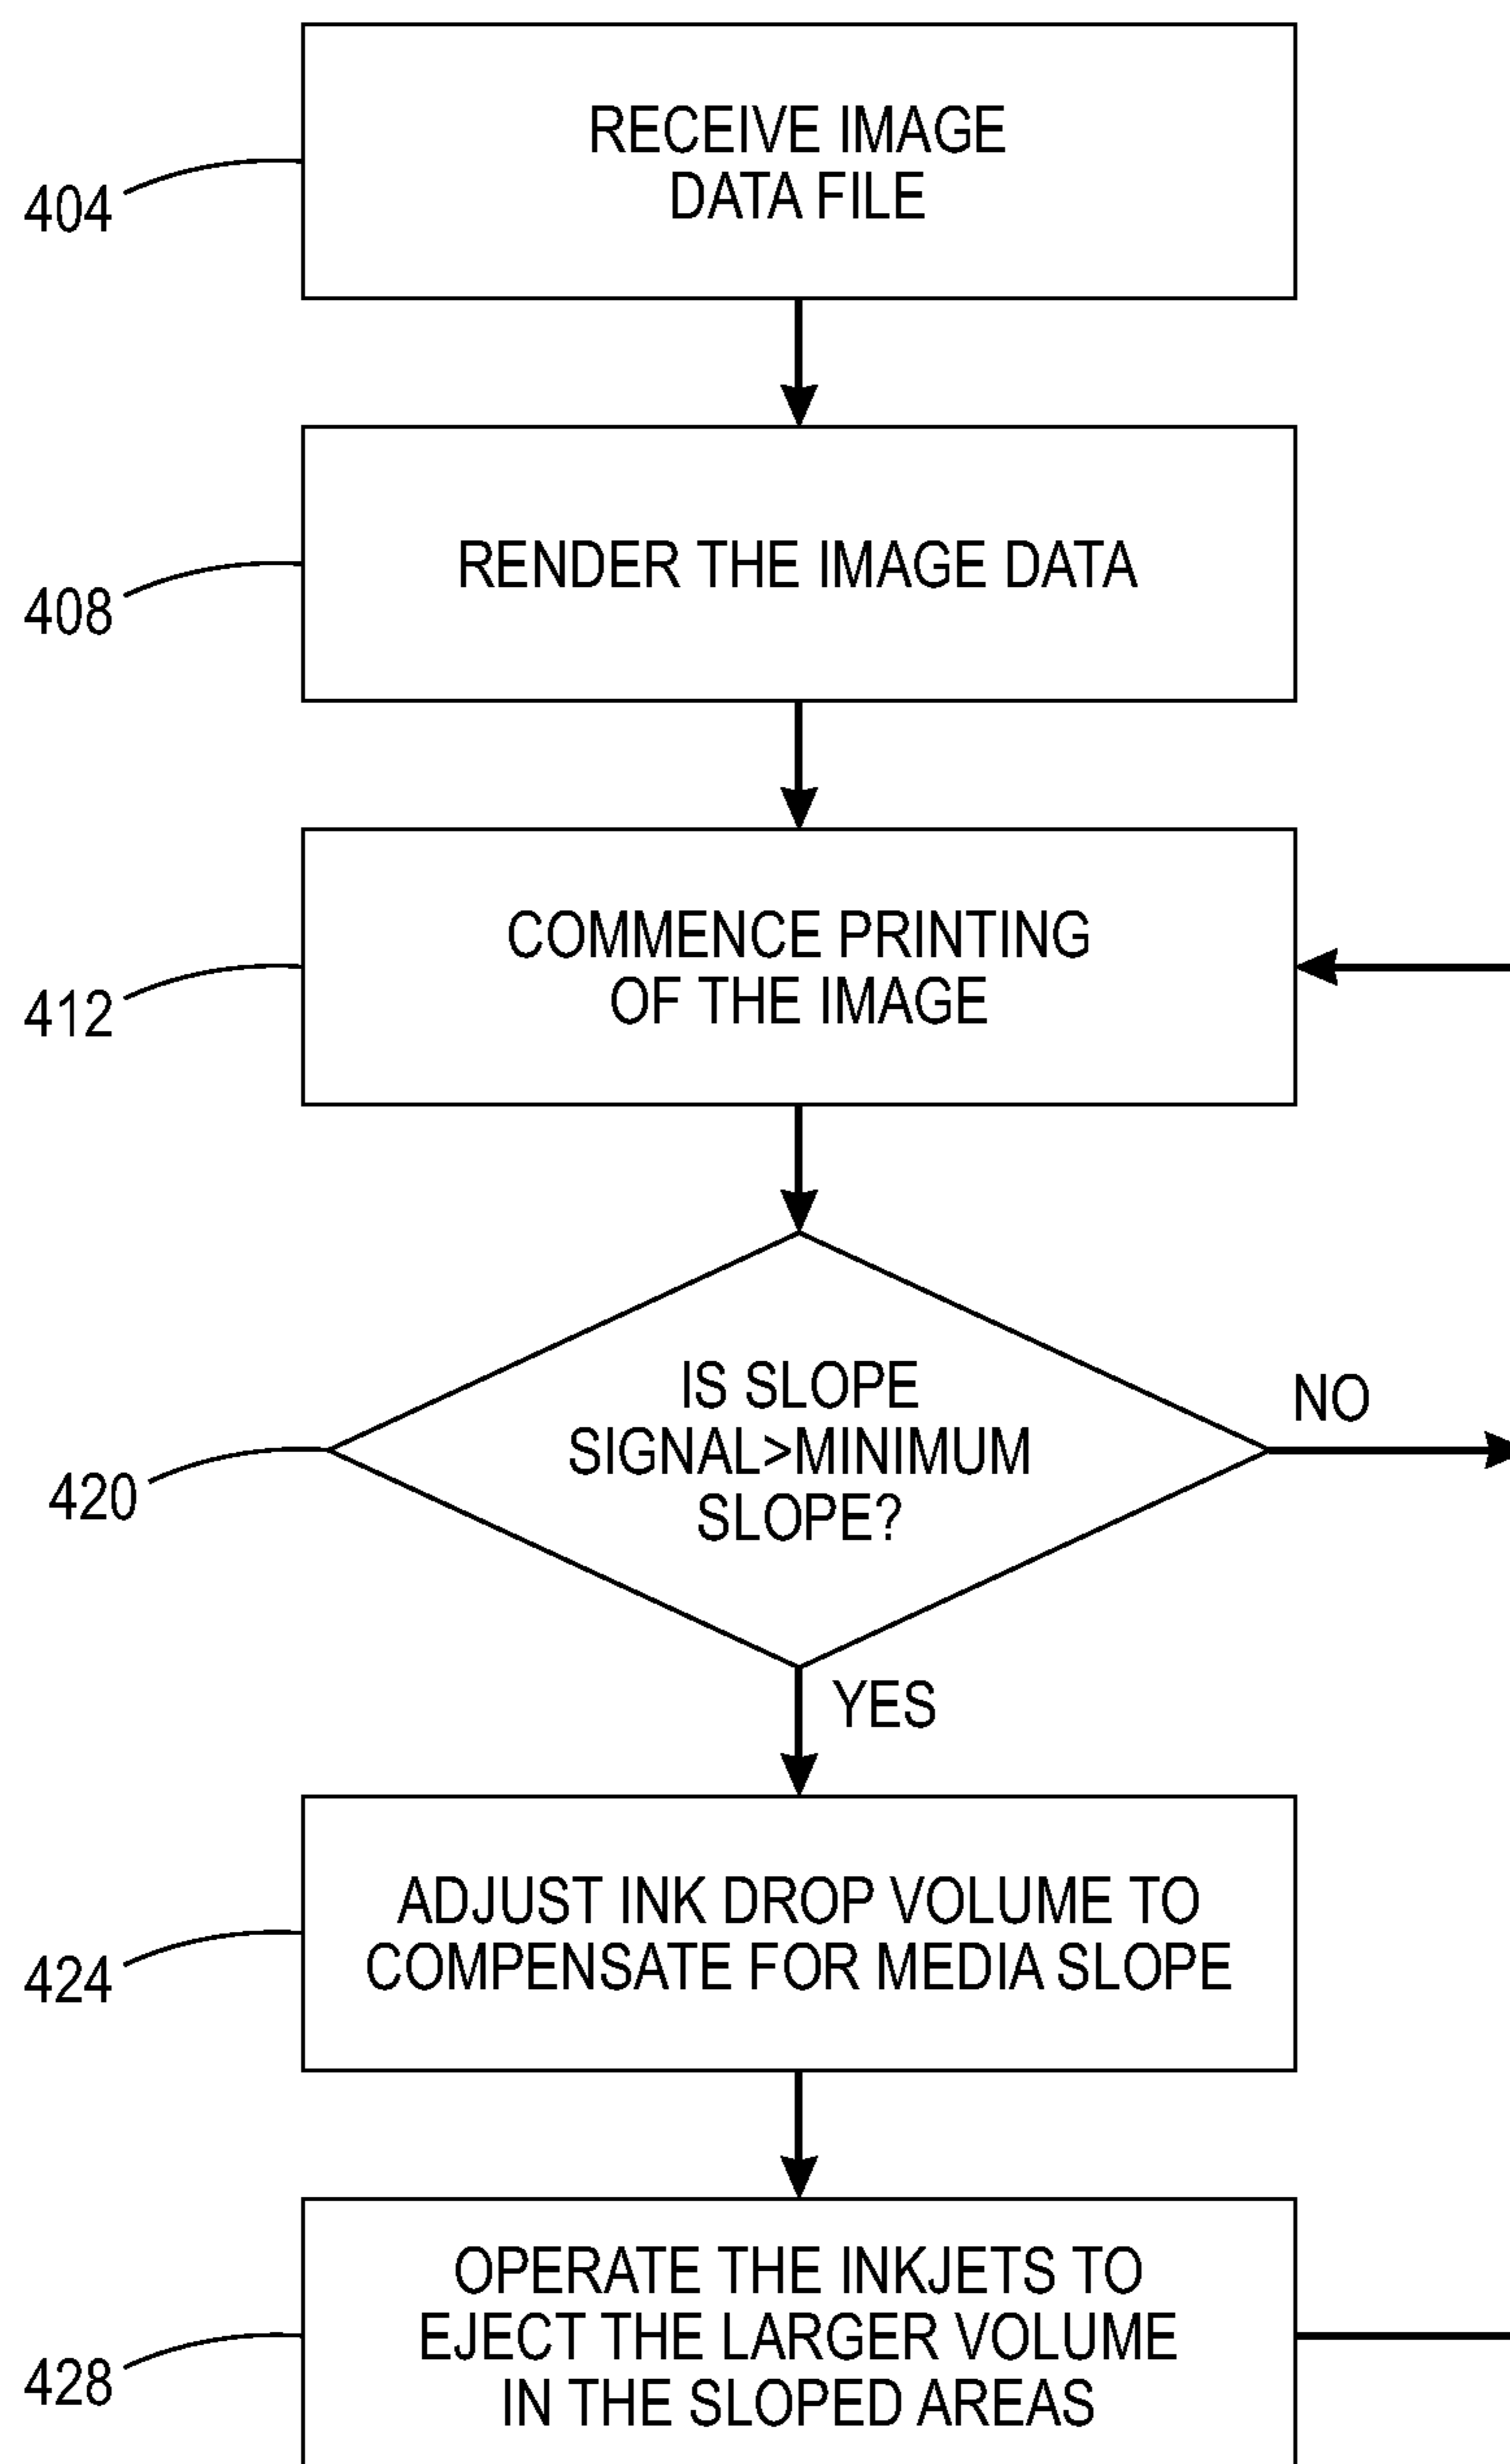 RECEIVE IMAGE
DATA FILE
404
RENDER THE IMAGE DATA
408
COMMENCE PRINTING
OF THE IMAGE
412
IS SLOPE
SIGNAL>MINIMUM
SLOPE?
NO
420
YES
ADJUST INK DROP VOLUME TO
COMPENSATE FOR MEDIA SLOPE
424
OPERATE THE INKJETS TO
EJECT THE LARGER VOLUME
IN THE SLOPED AREAS
428